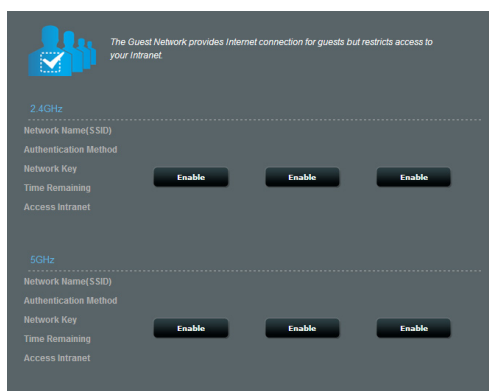 The Guest Network provides Internet connection for guests but restricts access to
your Intranet.
2.4GHz
Network Name(SSID)
Authentication Method
Network Key
Enable Enable Enable
Time Remaining
Access Intranet
5GHz
Network Name(SSID)
Authentication Method
Network Key
Enable Enable Enable
Time Remaining
Access Intranet